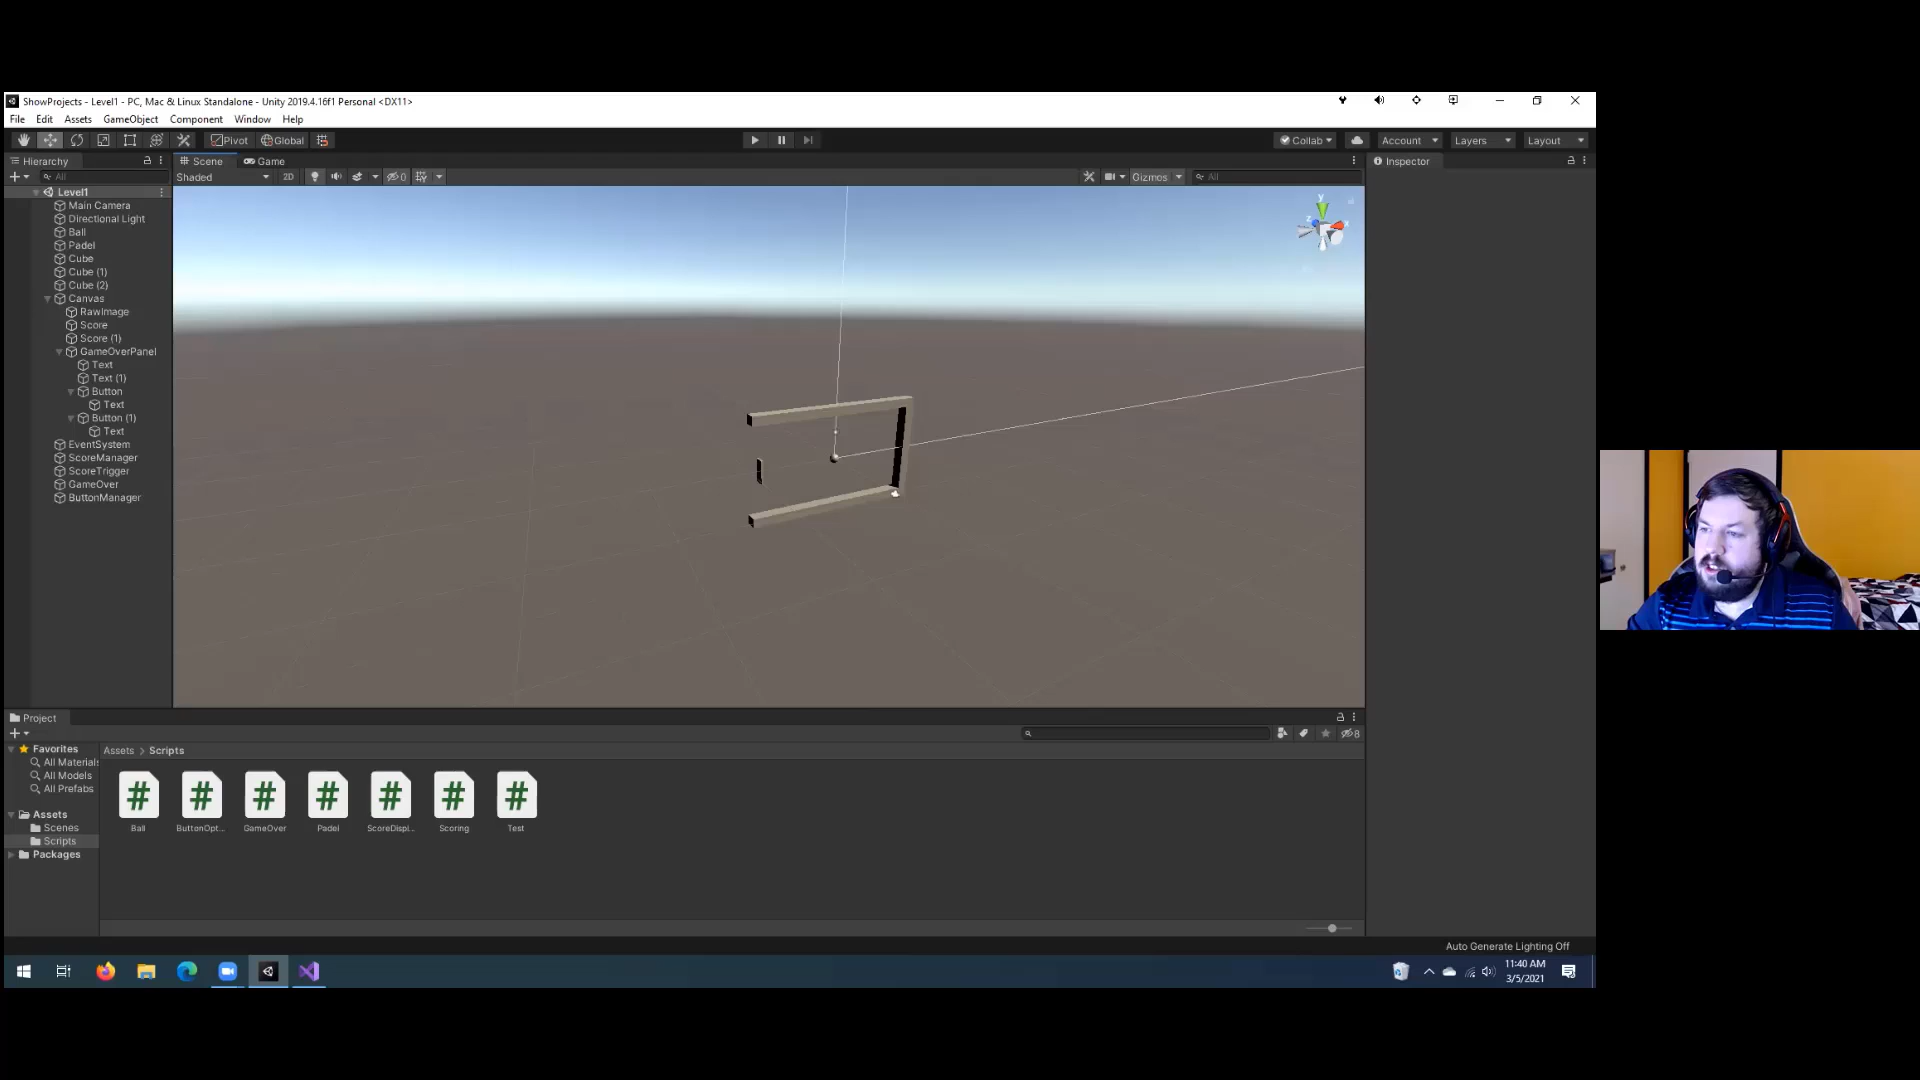 ShowProjects - Level1 - PC, Mac & Linux Standalone - Unity 2019.4.16f1 Personal <DX11>
File Edit Assets GameObject Component Window Help
Pivot Global Collab Account Layers Layout
Hierarchy Scene Game Inspector
All Shaded 2D 0 Gizmos All
Level1
Main Camera
Directional Light
Ball
Padel
Cube
Cube (1)
Cube (2)
Canvas
RawImage
Score
Score (1)
GameOverPanel
Text
Text (1)
Button
Text
Button (1)
Text
EventSystem
ScoreManager
ScoreTrigger
GameOver
ButtonManager
y
x
z
Project
8
Favorites
All Materials
All Models
All Prefabs
Assets
Scenes
Scripts
Packages
Assets > Scripts
Ball ButtonOpt... GameOver Padel ScoreDispl... Scoring Test
Auto Generate Lighting Off
11:40 AM
3/5/2021